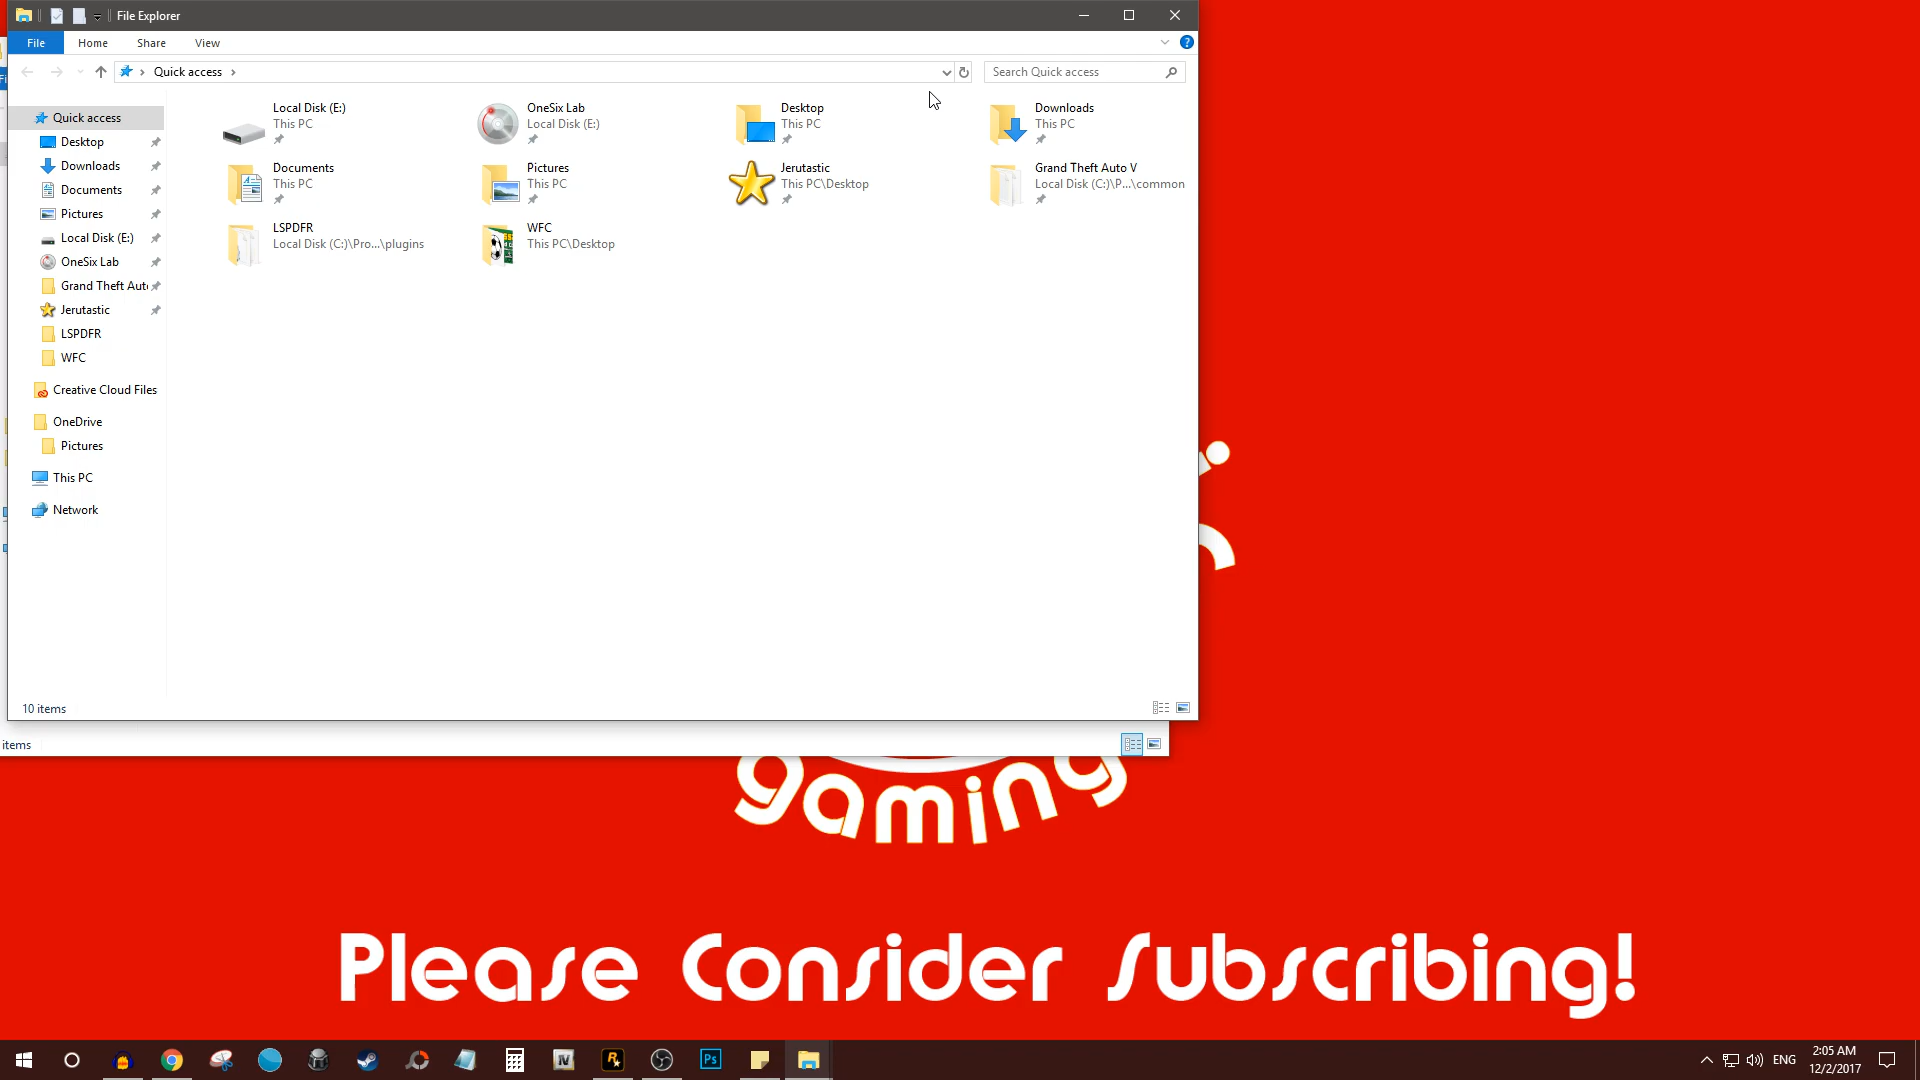 File Explorer
File
Home
Share
View
Quick access
Search Quick access
Quick access
Desktop
Downloads
Documents
Pictures
Local Disk (E:)
OneSix Lab
Grand Theft Aut
Jerutastic
LSPDFR
WFC
Creative Cloud Files
OneDrive
Pictures
This PC
Network
Local Disk (E:)
This PC
OneSix Lab
Local Disk (E:)
Desktop
This PC
Downloads
This PC
Documents
This PC
Pictures
This PC
Jerutastic
This PC\Desktop
Grand Theft Auto V
Local Disk (C:)\P...\common
LSPDFR
Local Disk (C:)\Pro...\plugins
WFC
This PC\Desktop
10 items
items
gaming
Please Consider Subscribing!
Ps
IV
ENG
2:05 AM
12/2/2017